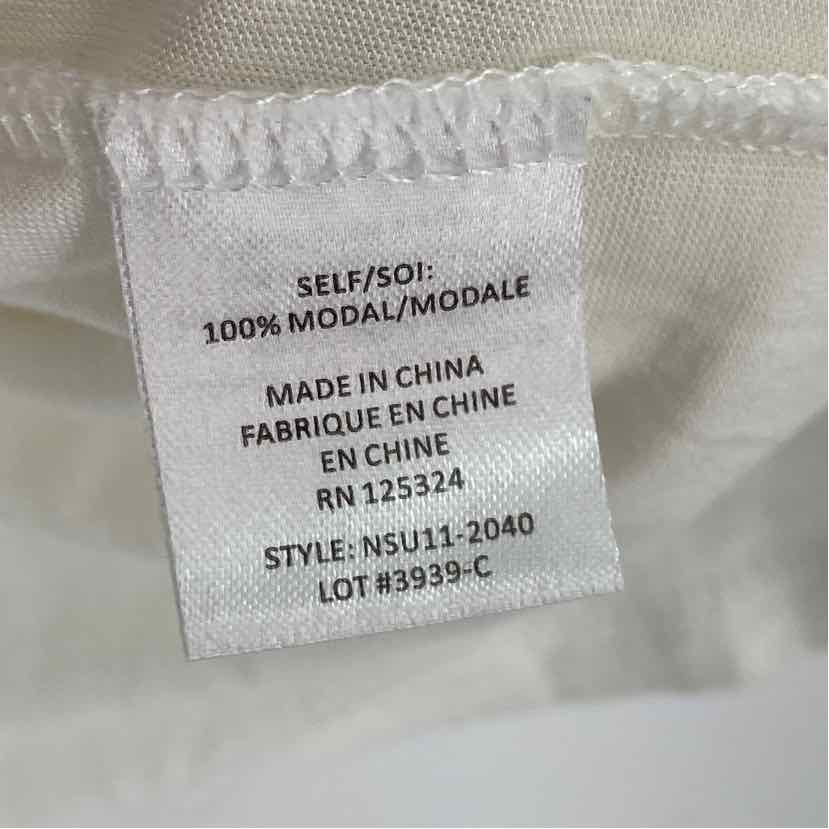 SELF/SOI:
100% MODAL/MODALE
MADE IN CHINA
FABRIQUE EN CHINE
EN CHINE
RN 125324
STYLE: NSU11-2040
LOT #3939-C